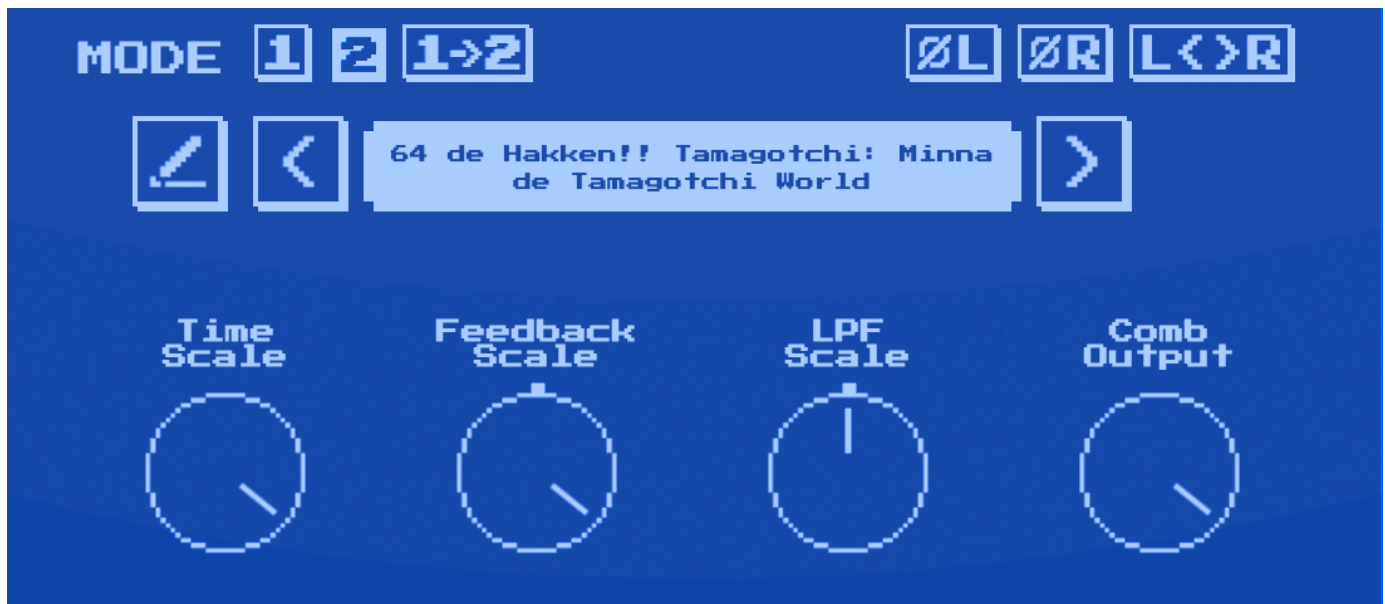 MODE 1 2 1→2 ØL ØR L<>R
64 de Hakken!! Tamagotchi: Minna
de Tamagotchi World
Time
Scale
Feedback
Scale
LPF
Scale
Comb
Output